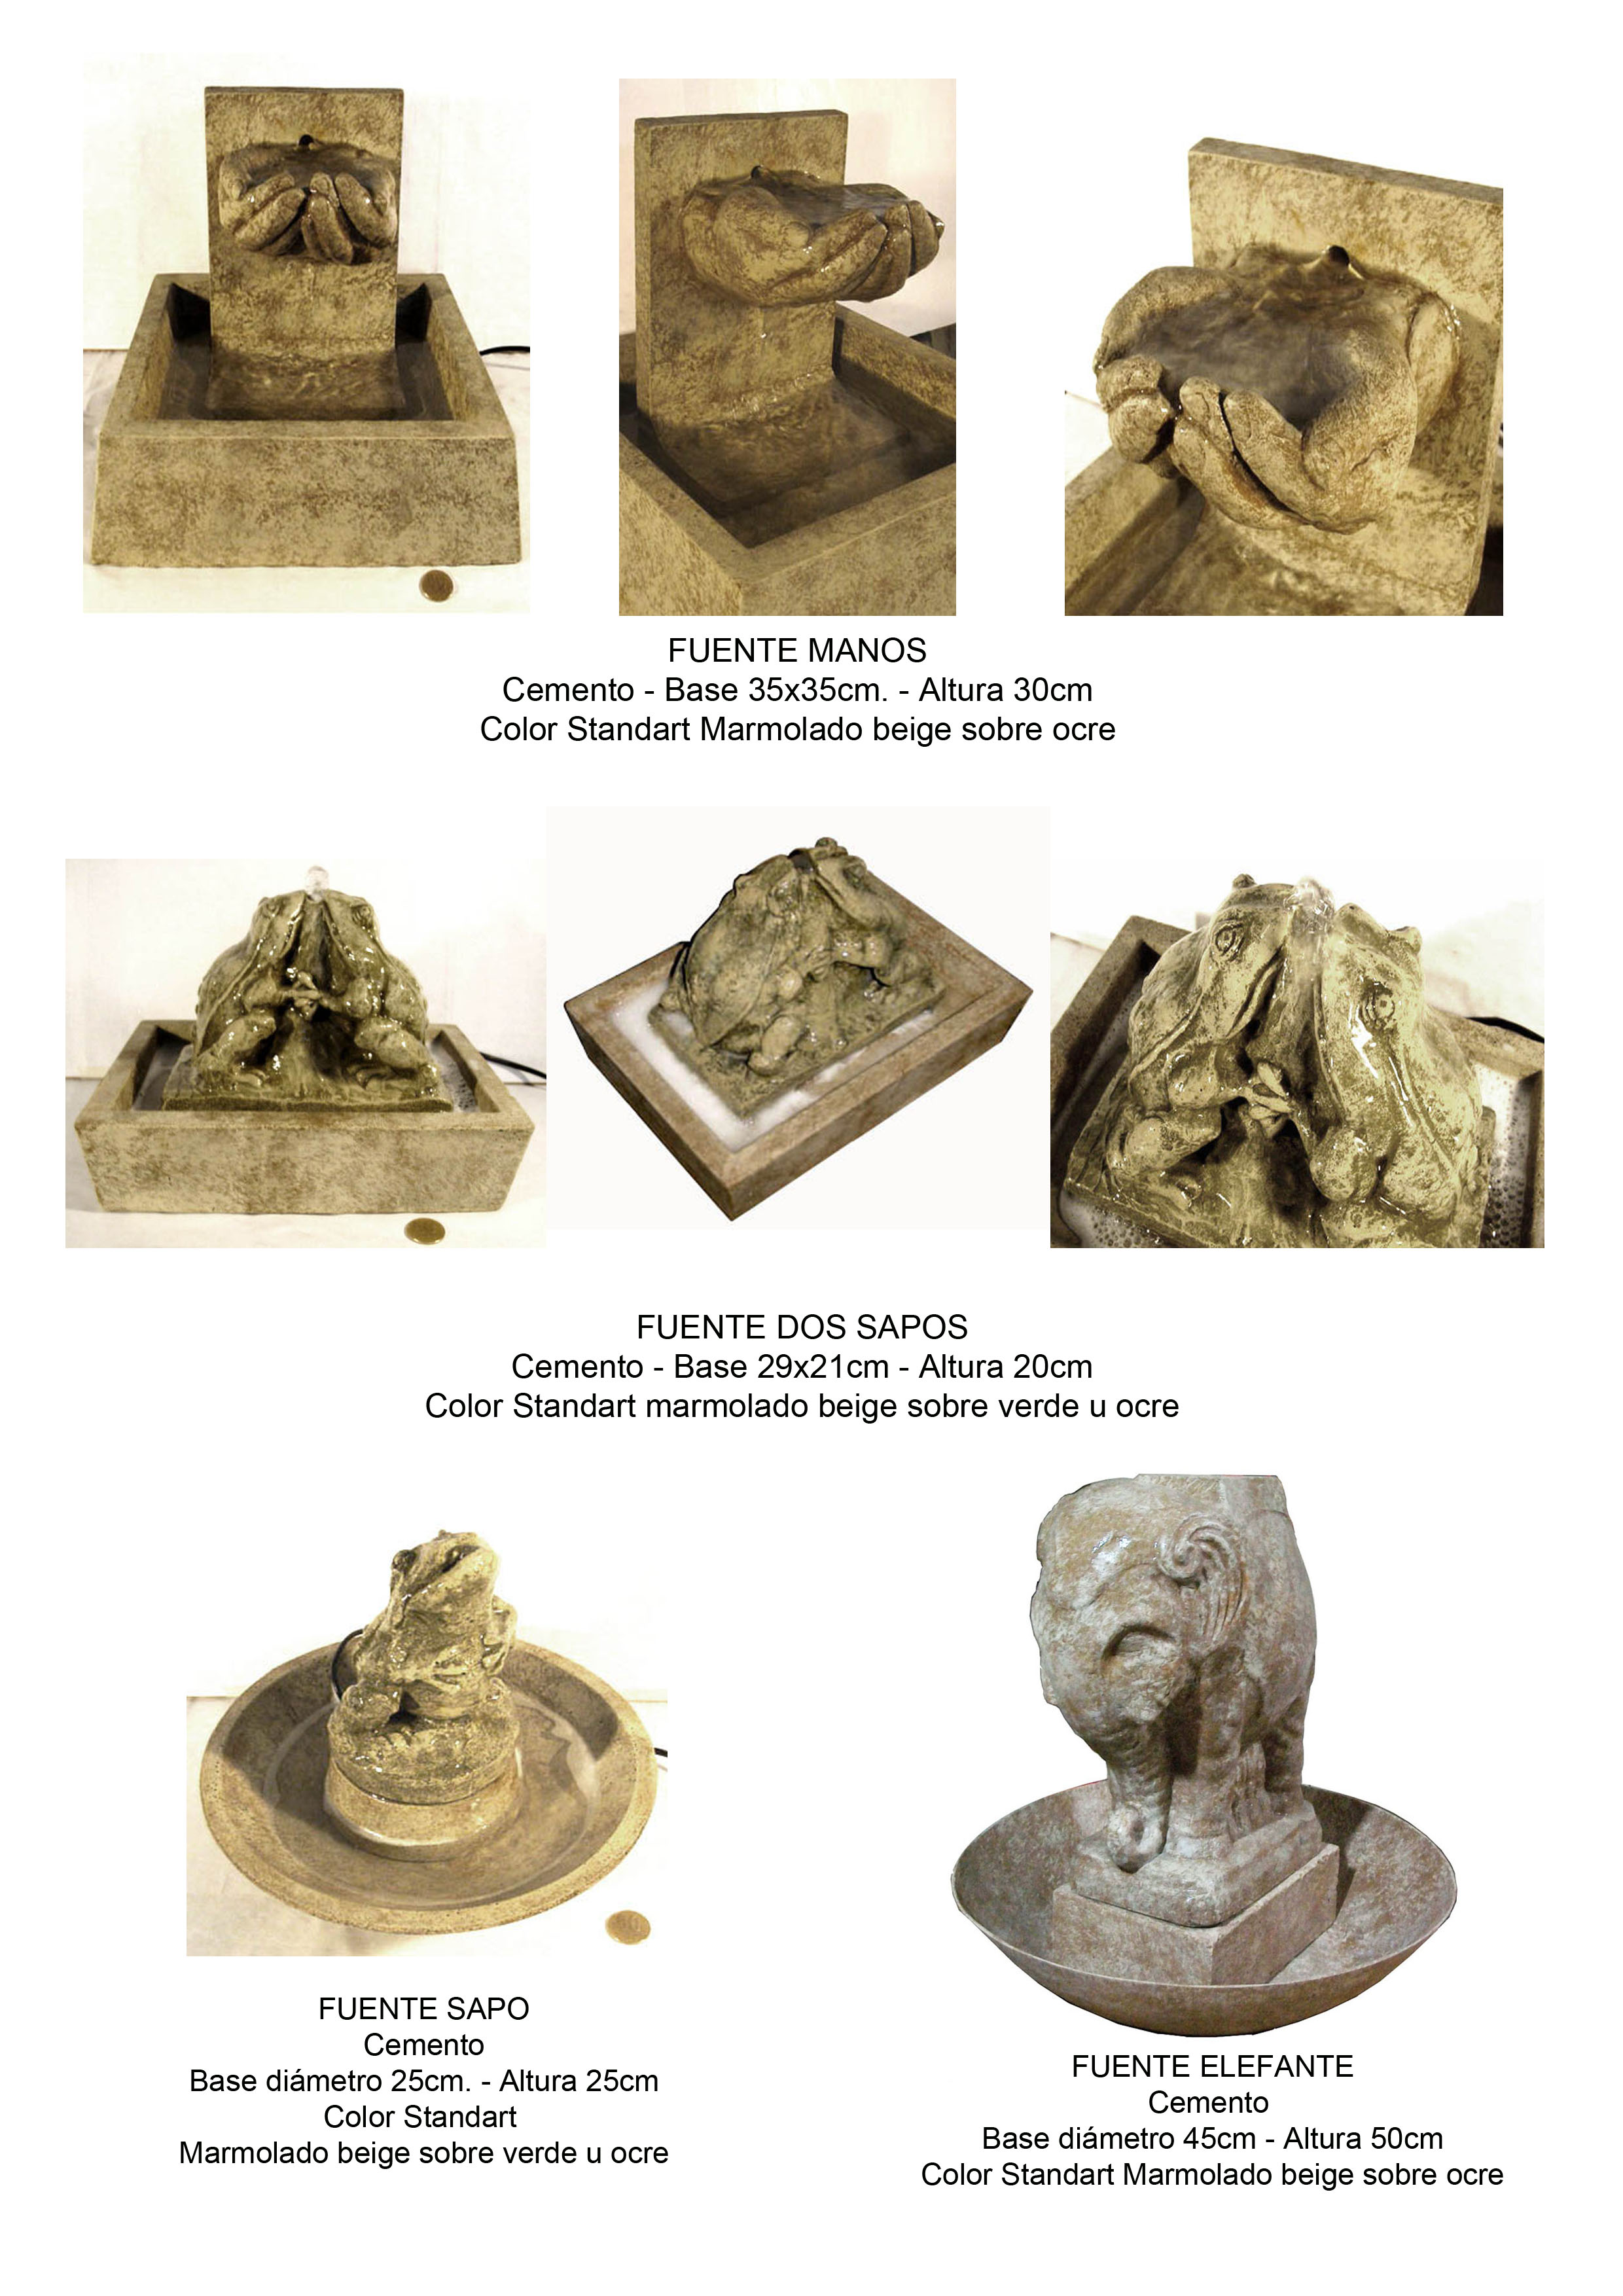 FUENTE MANOS
Cemento - Base 35x35cm. - Altura 30cm
Color Standart Marmolado beige sobre ocre
FUENTE DOS SAPOS
Cemento - Base 29x21cm - Altura 20cm
Color Standart marmolado beige sobre verde u ocre
FUENTE SAPO
Cemento
Base diámetro 25cm. - Altura 25cm
Color Standart
Marmolado beige sobre verde u ocre
FUENTE ELEFANTE
Cemento
Base diámetro 45cm - Altura 50cm
Color Standart Marmolado beige sobre ocre